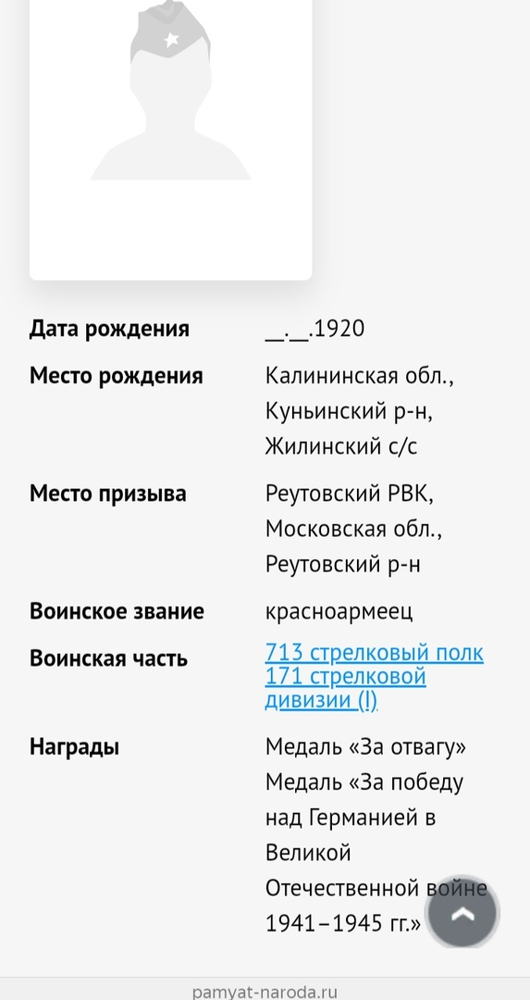 Дата рождения __.__.1920
Место рождения Калининская обл.,
Куньинский р-н,
Жилинский с/с
Место призыва Реутовский РВК,
Московская обл.,
Реутовский р-н
Воинское звание красноармеец
Воинская часть 713 стрелковый полк
171 стрелковой
дивизии (I)
Награды Медаль «За отвагу»
Медаль «За победу
над Германией в
Великой
Отечественной войне
1941–1945 гг.»
pamyat-naroda.ru